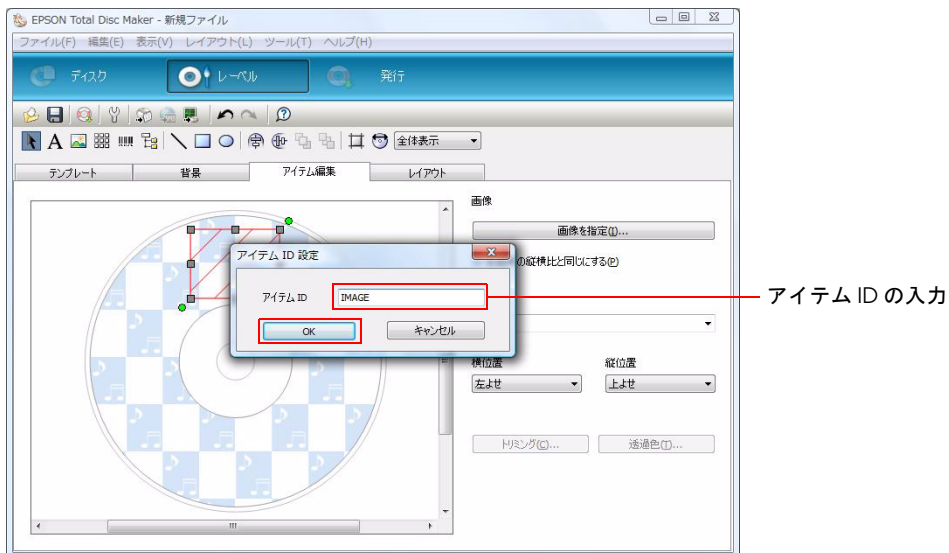 EPSON Total Disc Maker - 新規ファイル
ファイル(F) 編集(E) 表示(V) レイアウト(L) ツール(T) ヘルプ(H)
ディスク レーベル 発行
全体表示
テンプレート 背景 アイテム編集 レイアウト
画像
画像を指定(I)...
の縦横比と同じにする(P)
アイテム ID 設定
アイテム ID IMAGE
アイテム ID の入力
OK キャンセル
横位置 縦位置
左よせ 上よせ
トリミング(C)... 透過色(T)...